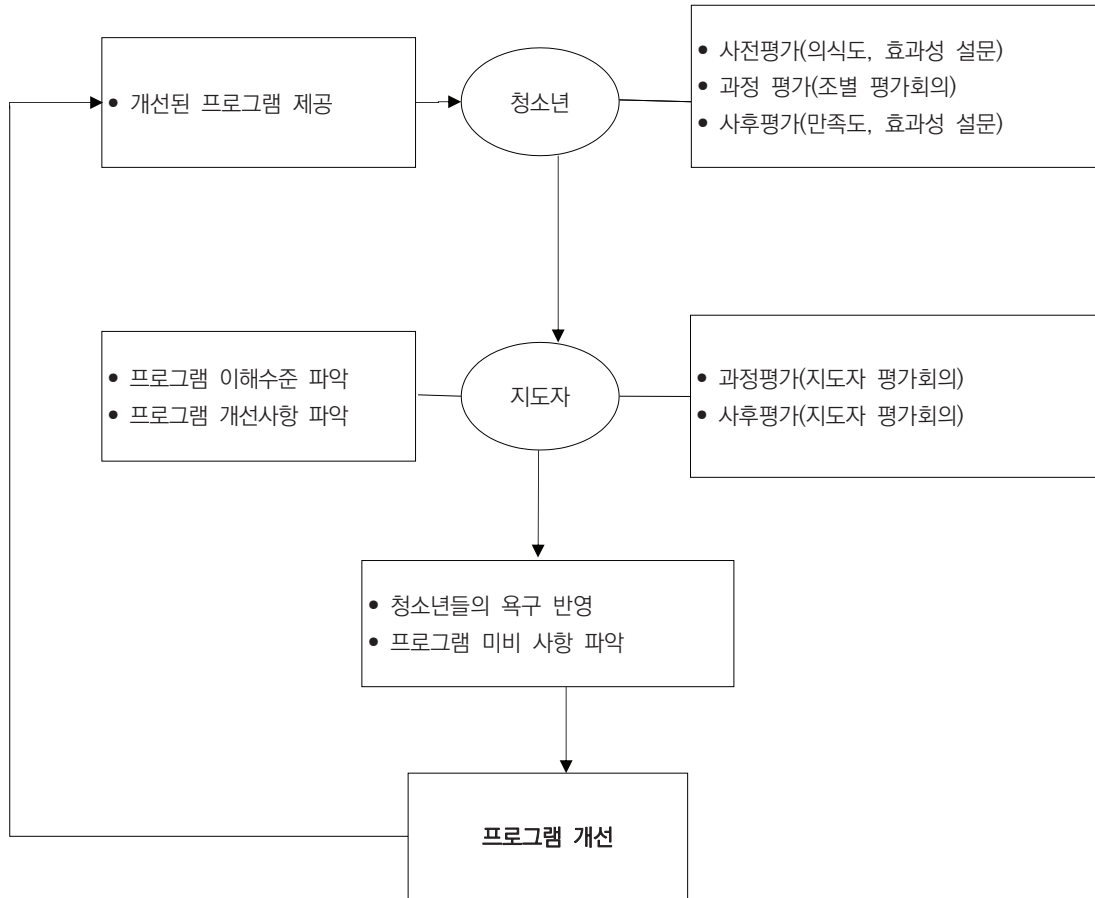 • 개선된 프로그램 제공
청소년
• 사전평가(의식도, 효과성 설문)
• 과정 평가(조별 평가회의)
• 사후평가(만족도, 효과성 설문)
• 프로그램 이해수준 파악
• 프로그램 개선사항 파악
지도자
• 과정평가(지도자 평가회의)
• 사후평가(지도자 평가회의)
• 청소년들의 욕구 반영
• 프로그램 미비 사항 파악
프로그램 개선